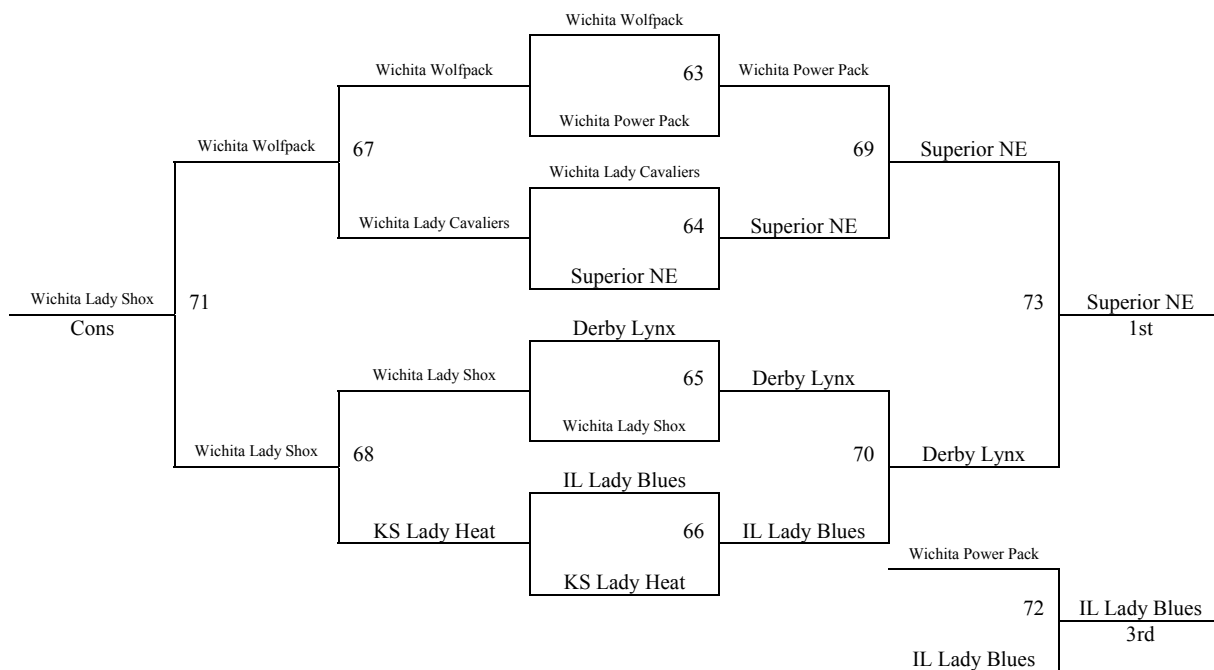 Wichita Wolfpack
Wichita Wolfpack
63
Wichita Power Pack
Wichita Power Pack
Wichita Wolfpack
67
69
Superior NE
Wichita Lady Cavaliers
Wichita Lady Cavaliers
64
Superior NE
Superior NE
Wichita Lady Shox
71
73
Superior NE
Cons
1st
Derby Lynx
Wichita Lady Shox
65
Derby Lynx
Wichita Lady Shox
Wichita Lady Shox
68
70
Derby Lynx
IL Lady Blues
KS Lady Heat
66
IL Lady Blues
Wichita Power Pack
KS Lady Heat
72
IL Lady Blues
3rd
IL Lady Blues